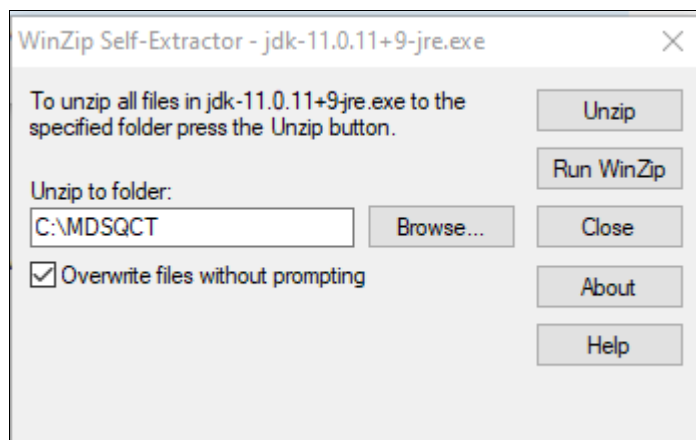 WinZip Self-Extractor - jdk-11.0.11+9-jre.exe
To unzip all files in jdk-11.0.11+9-jre.exe to the
specified folder press the Unzip button.
Unzip
Run WinZip
Unzip to folder:
C:\MDSQCT
Browse...
Close
Overwrite files without prompting
About
Help